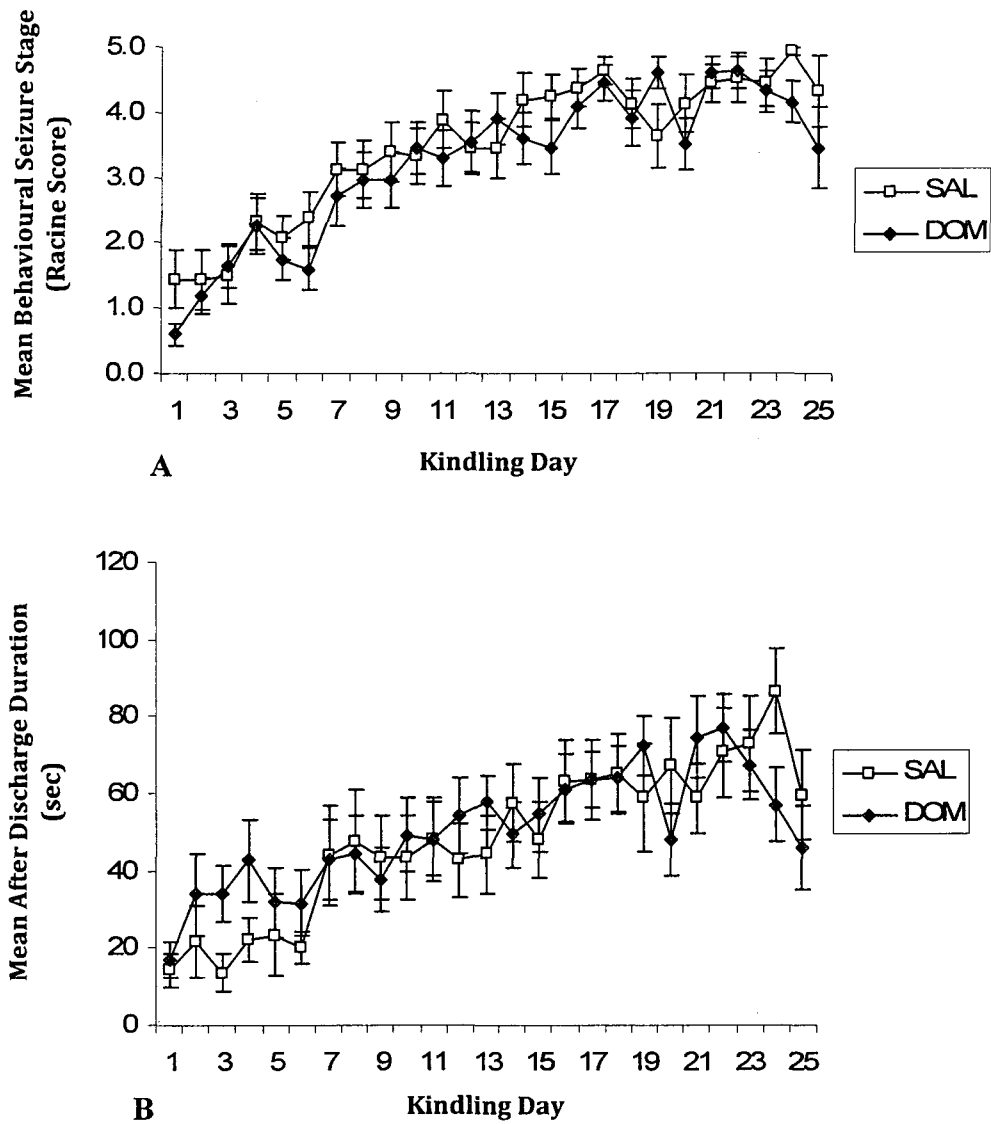 Mean Behavioural Seizure Stage
(Racine Score)
5.0
4.0
3.0
2.0
1.0
0.0
1 3 5 7 9 11 13 15 17 19 21 23 25
Kindling Day
A
SAL
DOM
Mean After Discharge Duration
(sec)
120
100
80
60
40
20
0
1 3 5 7 9 11 13 15 17 19 21 23 25
Kindling Day
B
SAL
DOM